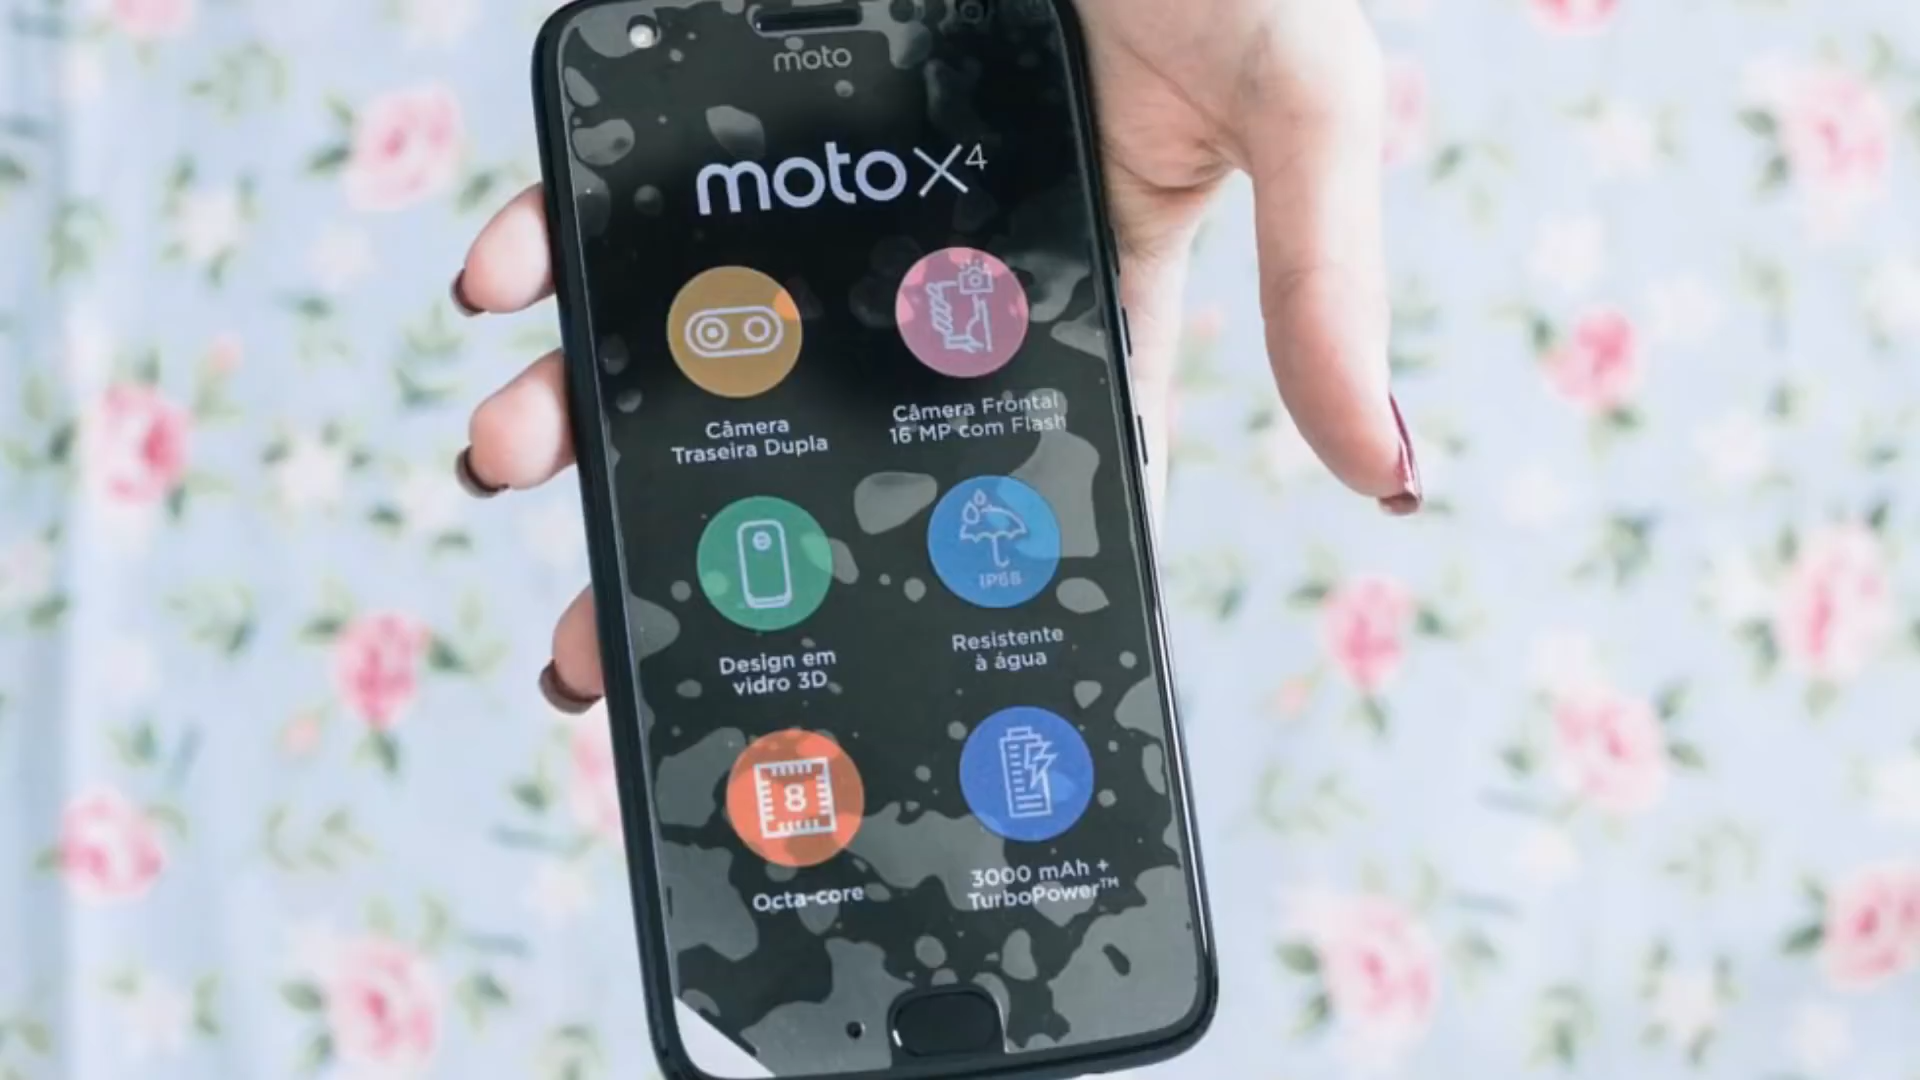 moto
moto x4
Câmera
Traseira Dupla
Câmera Frontal
16 MP com Flash
Design em
vidro 3D
IP68
Resistente
à água
8
Octa-core
3000 mAh +
TurboPower™